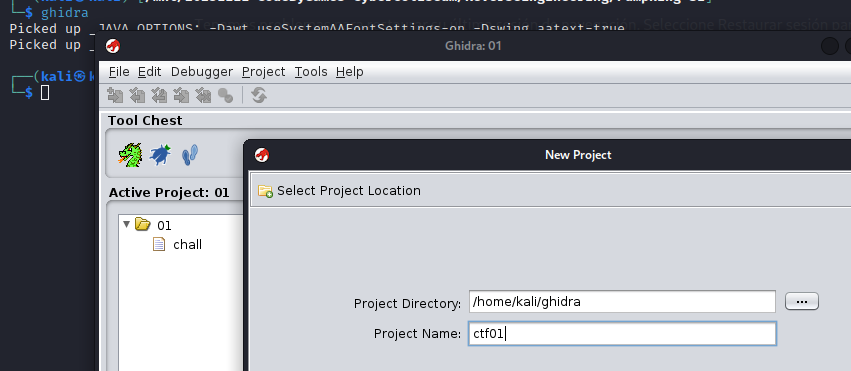 └─$ ghidra
Picked up _JAVA_OPTIONS: -Dawt.useSystemAAFontSettings=on -Dswing.aatext=true
Picked up _
Ghidra: 01
File Edit Debugger Project Tools Help
┌──(kali㉿k
└─$
Tool Chest
New Project
Select Project Location
Active Project: 01
01
chall
Project Directory: /home/kali/ghidra ...
Project Name: ctf01